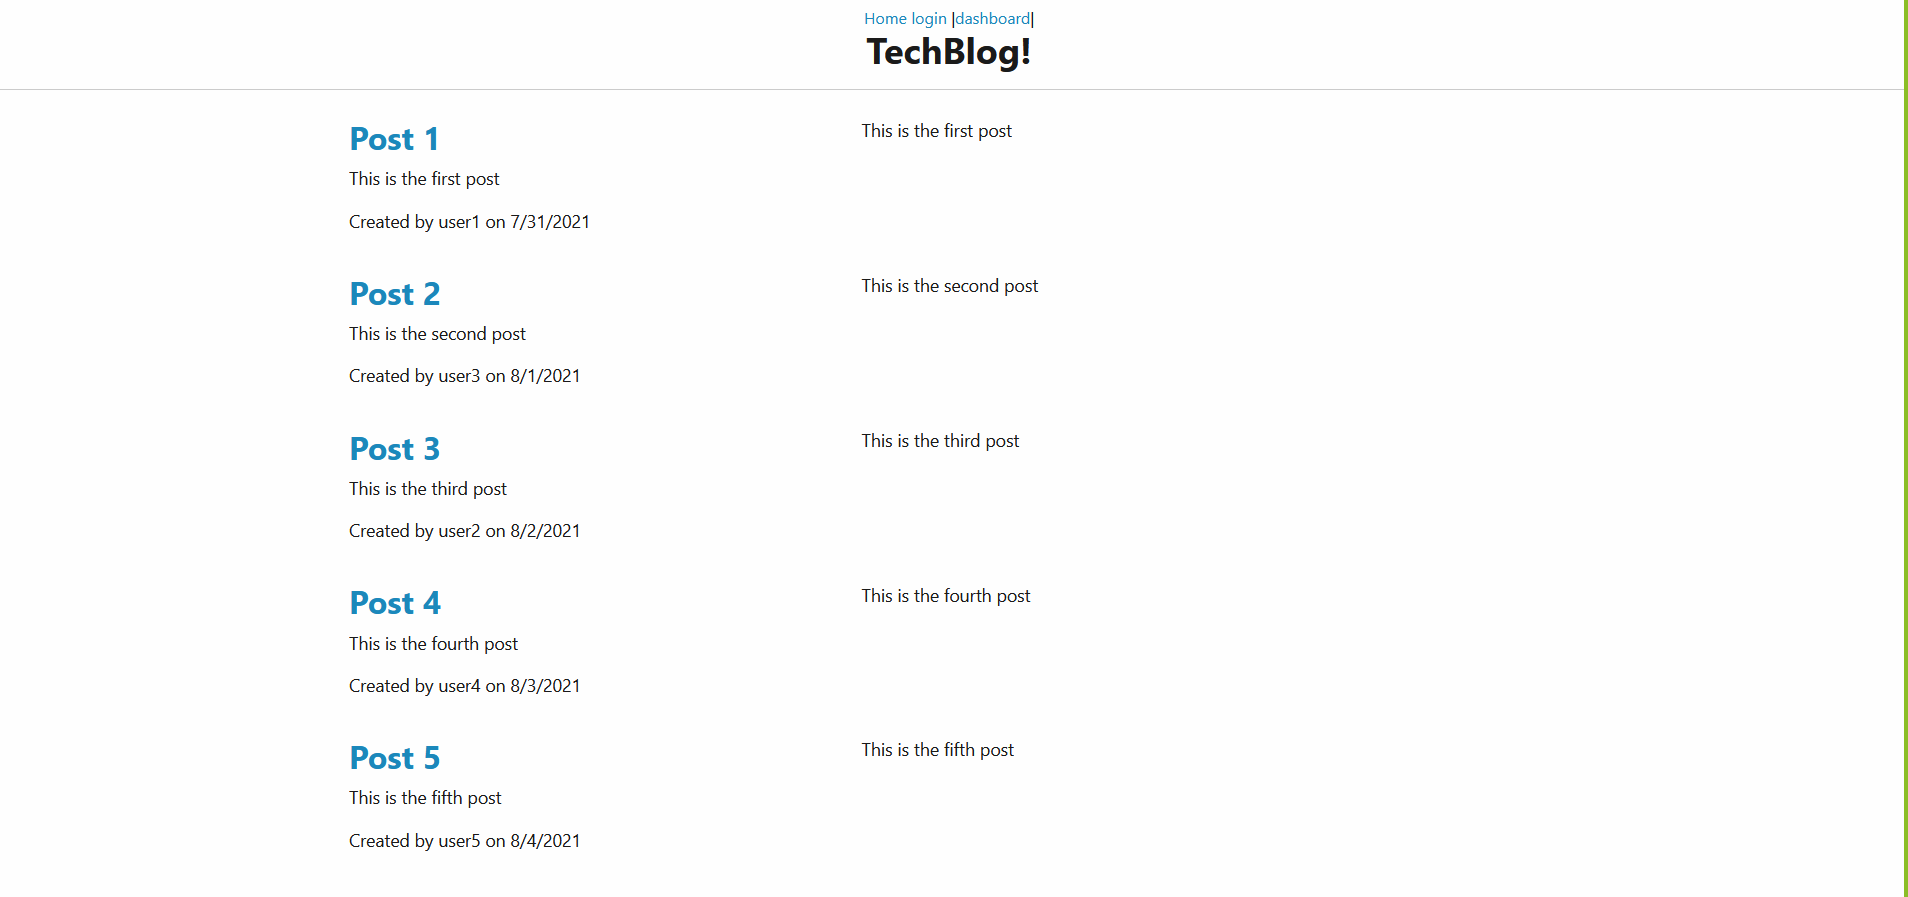 Home login |dashboard|
TechBlog!
Post 1
This is the first post
Created by user1 on 7/31/2021
This is the first post
Post 2
This is the second post
Created by user3 on 8/1/2021
This is the second post
Post 3
This is the third post
Created by user2 on 8/2/2021
This is the third post
Post 4
This is the fourth post
Created by user4 on 8/3/2021
This is the fourth post
Post 5
This is the fifth post
Created by user5 on 8/4/2021
This is the fifth post